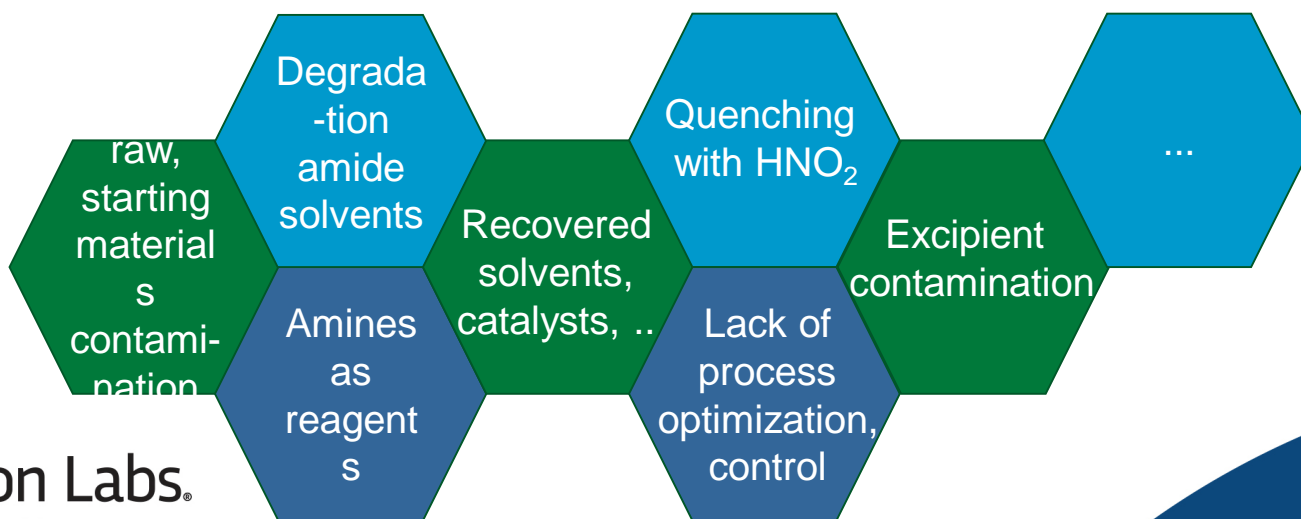 raw,
starting
material
s
contami-
nation
Degrada
-tion
amide
solvents
Amines
as
reagent
s
Recovered
solvents,
catalysts, ..
Quenching
with HNO₂
Lack of
process
optimization,
control
Excipient
contamination
...
on Labs.®